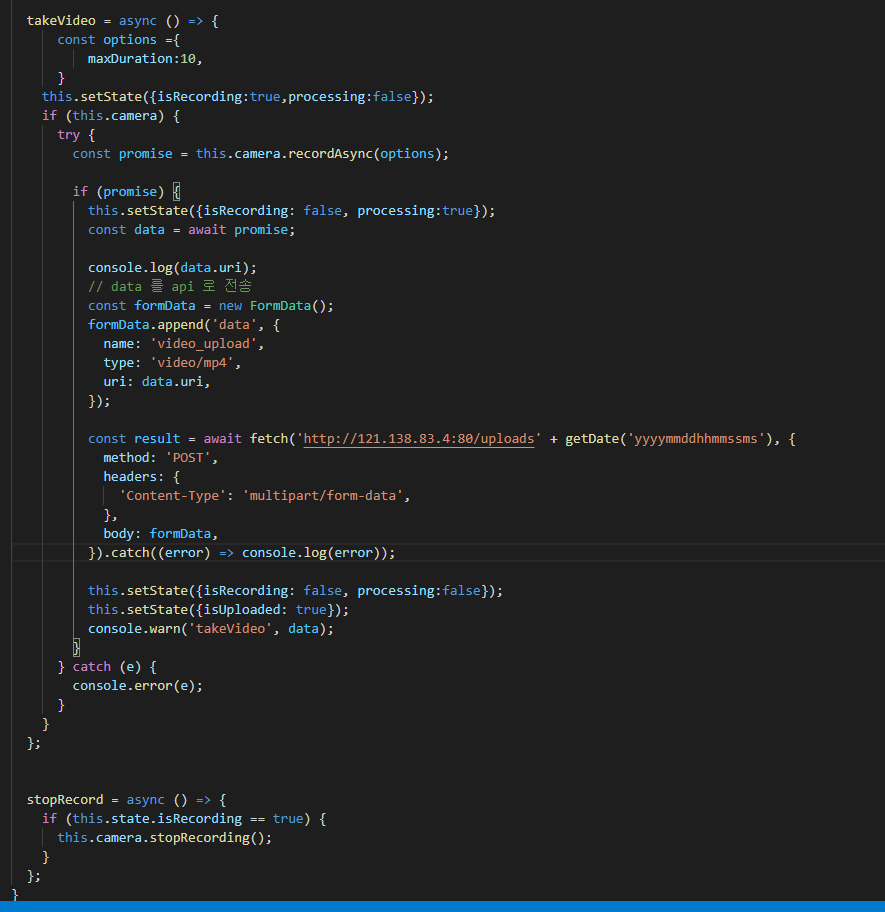 takeVideo = async () => {
const options ={
maxDuration:10,
}
this.setState({isRecording:true,processing:false});
if (this.camera) {
try {
const promise = this.camera.recordAsync(options);
if (promise) {
this.setState({isRecording: false, processing:true});
const data = await promise;
console.log(data.uri);
// data 를 api 로 전송
const formData = new FormData();
formData.append('data', {
name: 'video_upload',
type: 'video/mp4',
uri: data.uri,
});
const result = await fetch('http://121.138.83.4:80/uploads' + getDate('yyyymmddhhmmssms'), {
method: 'POST',
headers: {
'Content-Type': 'multipart/form-data',
},
body: formData,
}).catch((error) => console.log(error));
this.setState({isRecording: false, processing:false});
this.setState({isUploaded: true});
console.warn('takeVideo', data);
}
} catch (e) {
console.error(e);
}
}
};
stopRecord = async () => {
if (this.state.isRecording == true) {
this.camera.stopRecording();
}
};
}